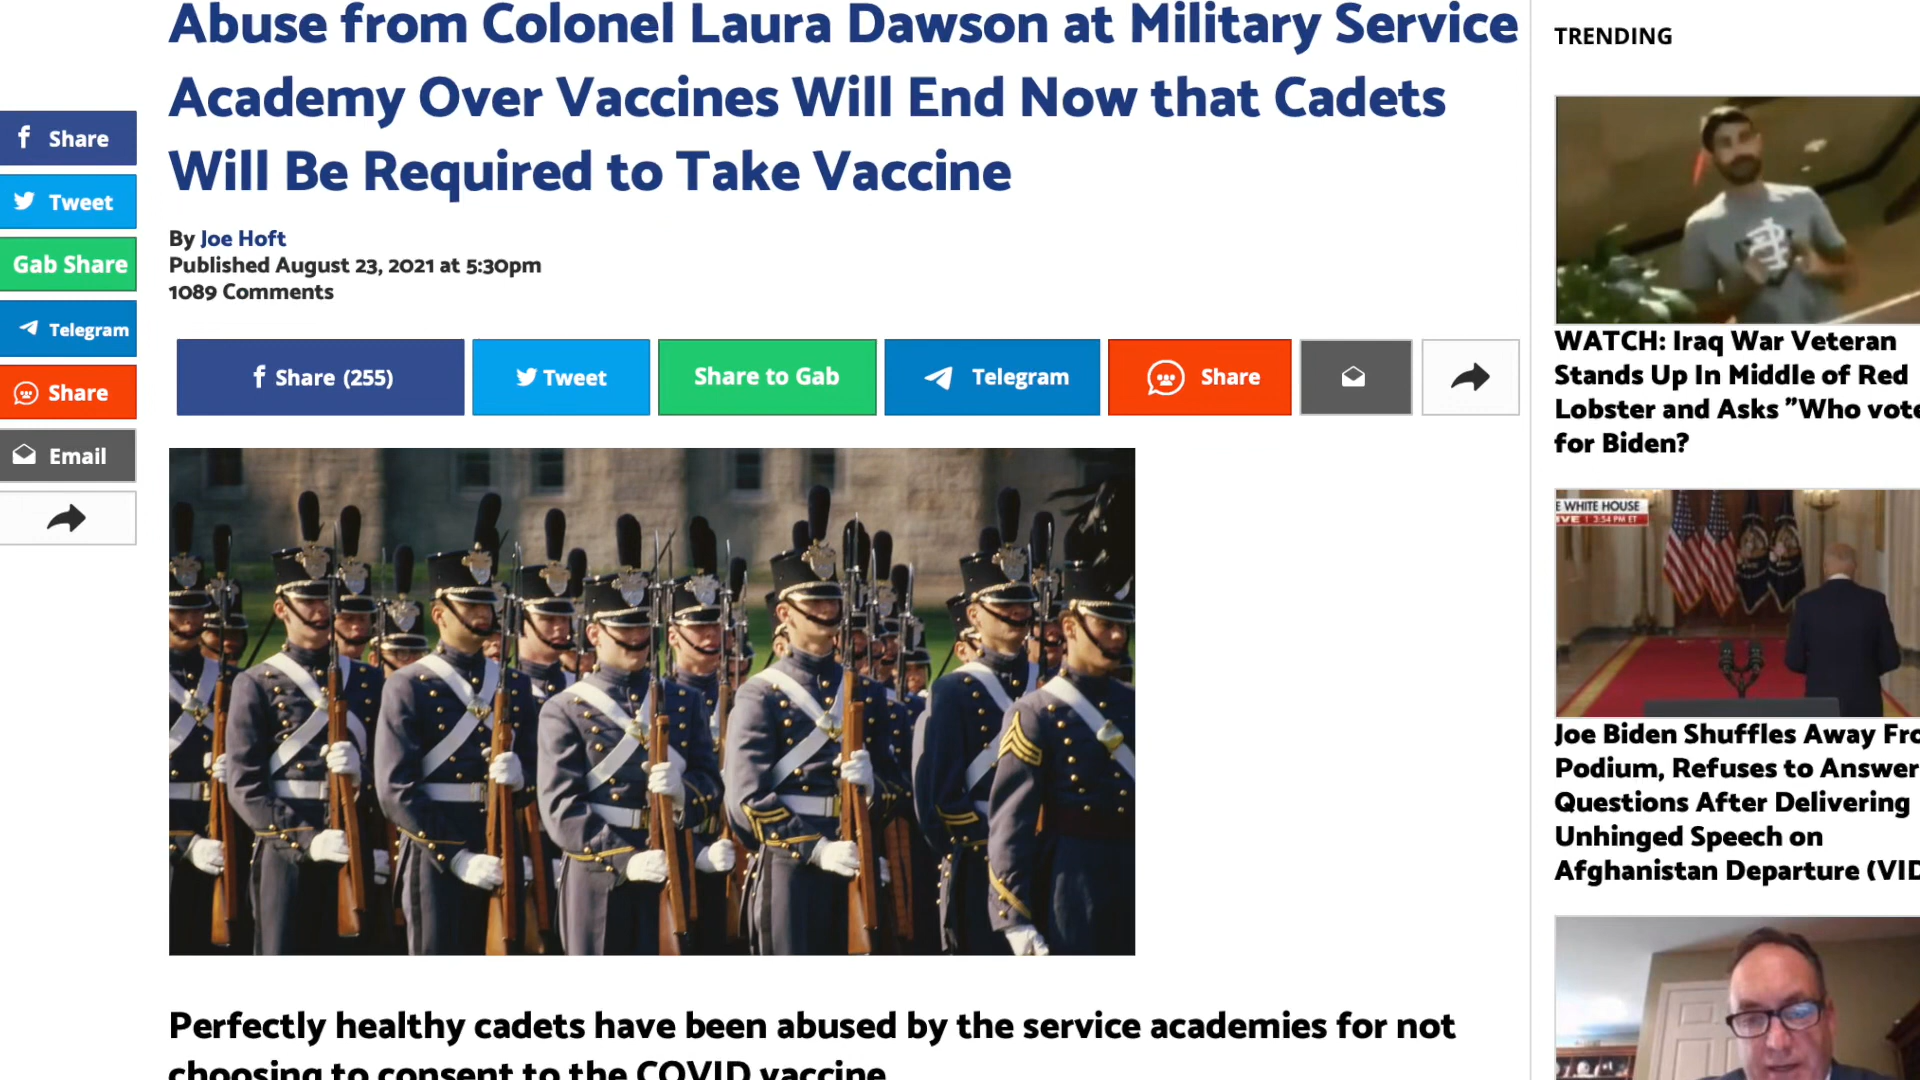 Abuse from Colonel Laura Dawson at Military Service
Academy Over Vaccines Will End Now that Cadets
Will Be Required to Take Vaccine
By Joe Hoft
Published August 23, 2021 at 5:30pm
1089 Comments
Share
Tweet
Gab Share
Telegram
Share
Email
Share (255)
Tweet
Share to Gab
Telegram
Share
Perfectly healthy cadets have been abused by the service academies for not
choosing to consent to the COVID vaccine
TRENDING
WATCH: Iraq War Veteran
Stands Up In Middle of Red
Lobster and Asks "Who vote
for Biden?
E WHITE HOUSE
IVE 3:54 PM ET
Joe Biden Shuffles Away Fro
Podium, Refuses to Answer
Questions After Delivering
Unhinged Speech on
Afghanistan Departure (VID